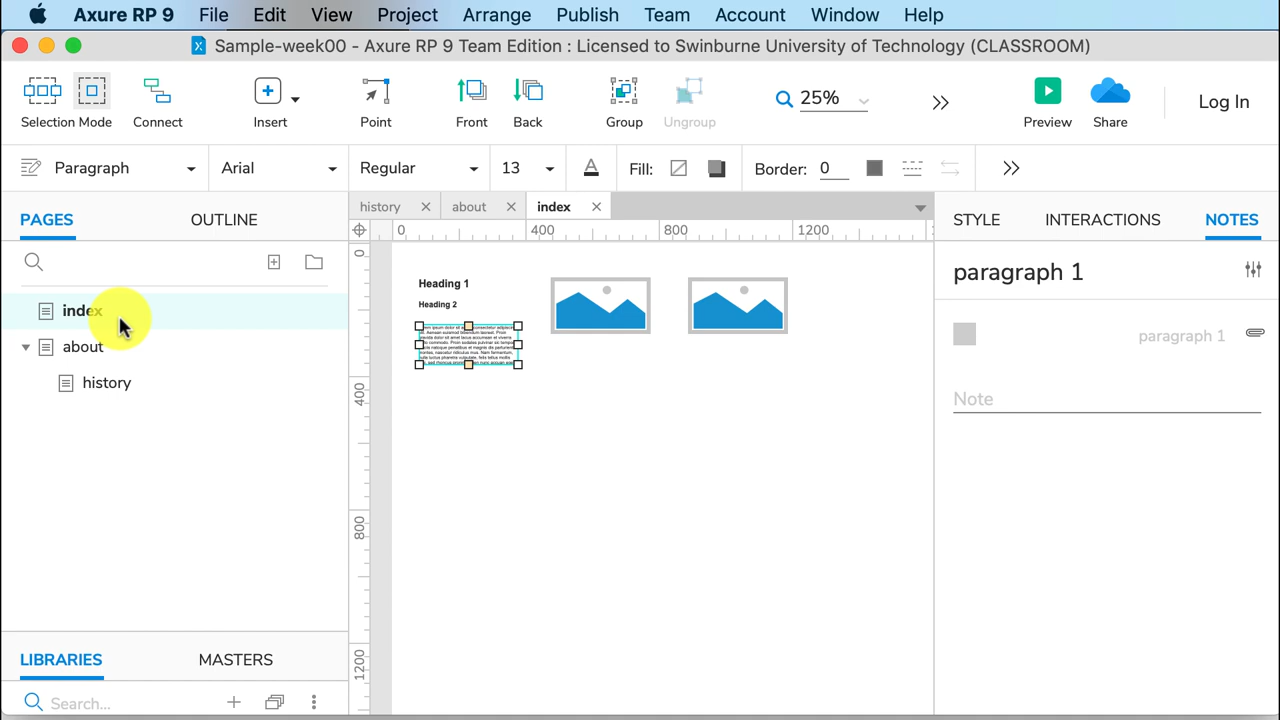 Axure RP 9 File Edit View Project Arrange Publish Team Account Window Help
Sample-week00 - Axure RP 9 Team Edition : Licensed to Swinburne University of Technology (CLASSROOM)
25%
Log In
Selection Mode Connect Insert Point Front Back Group Ungroup Preview Share
Paragraph Arial Regular 13 Fill: Border: 0
PAGES OUTLINE
history about index
STYLE INTERACTIONS NOTES
0 400 800 1200
0
400
800
1200
index
about
history
Heading 1
Heading 2
paragraph 1
paragraph 1
Note
LIBRARIES MASTERS
Search...